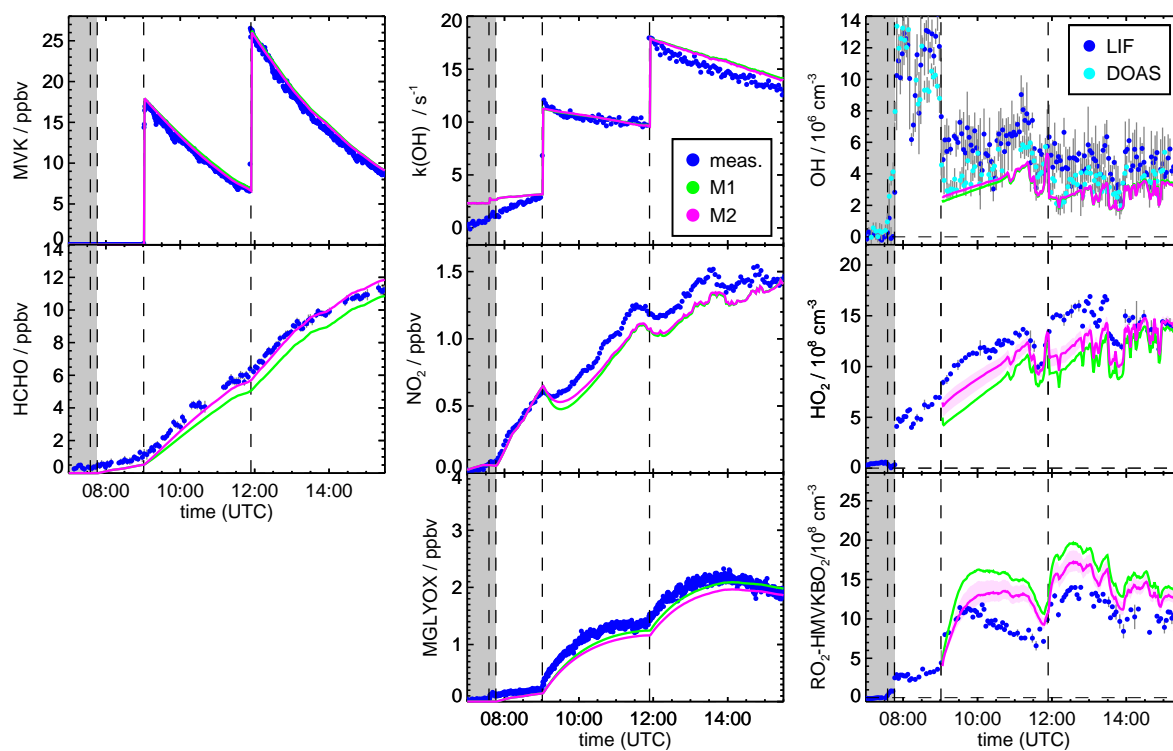 MVK / ppbv
25
20
15
10
5
0
k(OH) / s⁻¹
20
15
10
5
0
meas.
M1
M2
OH / 10⁶ cm⁻³
14
12
10
8
6
4
2
0
LIF
DOAS
HCHO / ppbv
14
12
10
8
6
4
2
0
08:00 10:00 12:00 14:00
time (UTC)
NO₂ / ppbv
1.5
1.0
0.5
0.0
HO₂ / 10⁸ cm⁻³
20
15
10
5
0
MGLYOX / ppbv
4
3
2
1
0
08:00 10:00 12:00 14:00
time (UTC)
RO₂-HMVKBO₂/10⁸ cm⁻³
25
20
15
10
5
0
08:00 10:00 12:00 14:00
time (UTC)